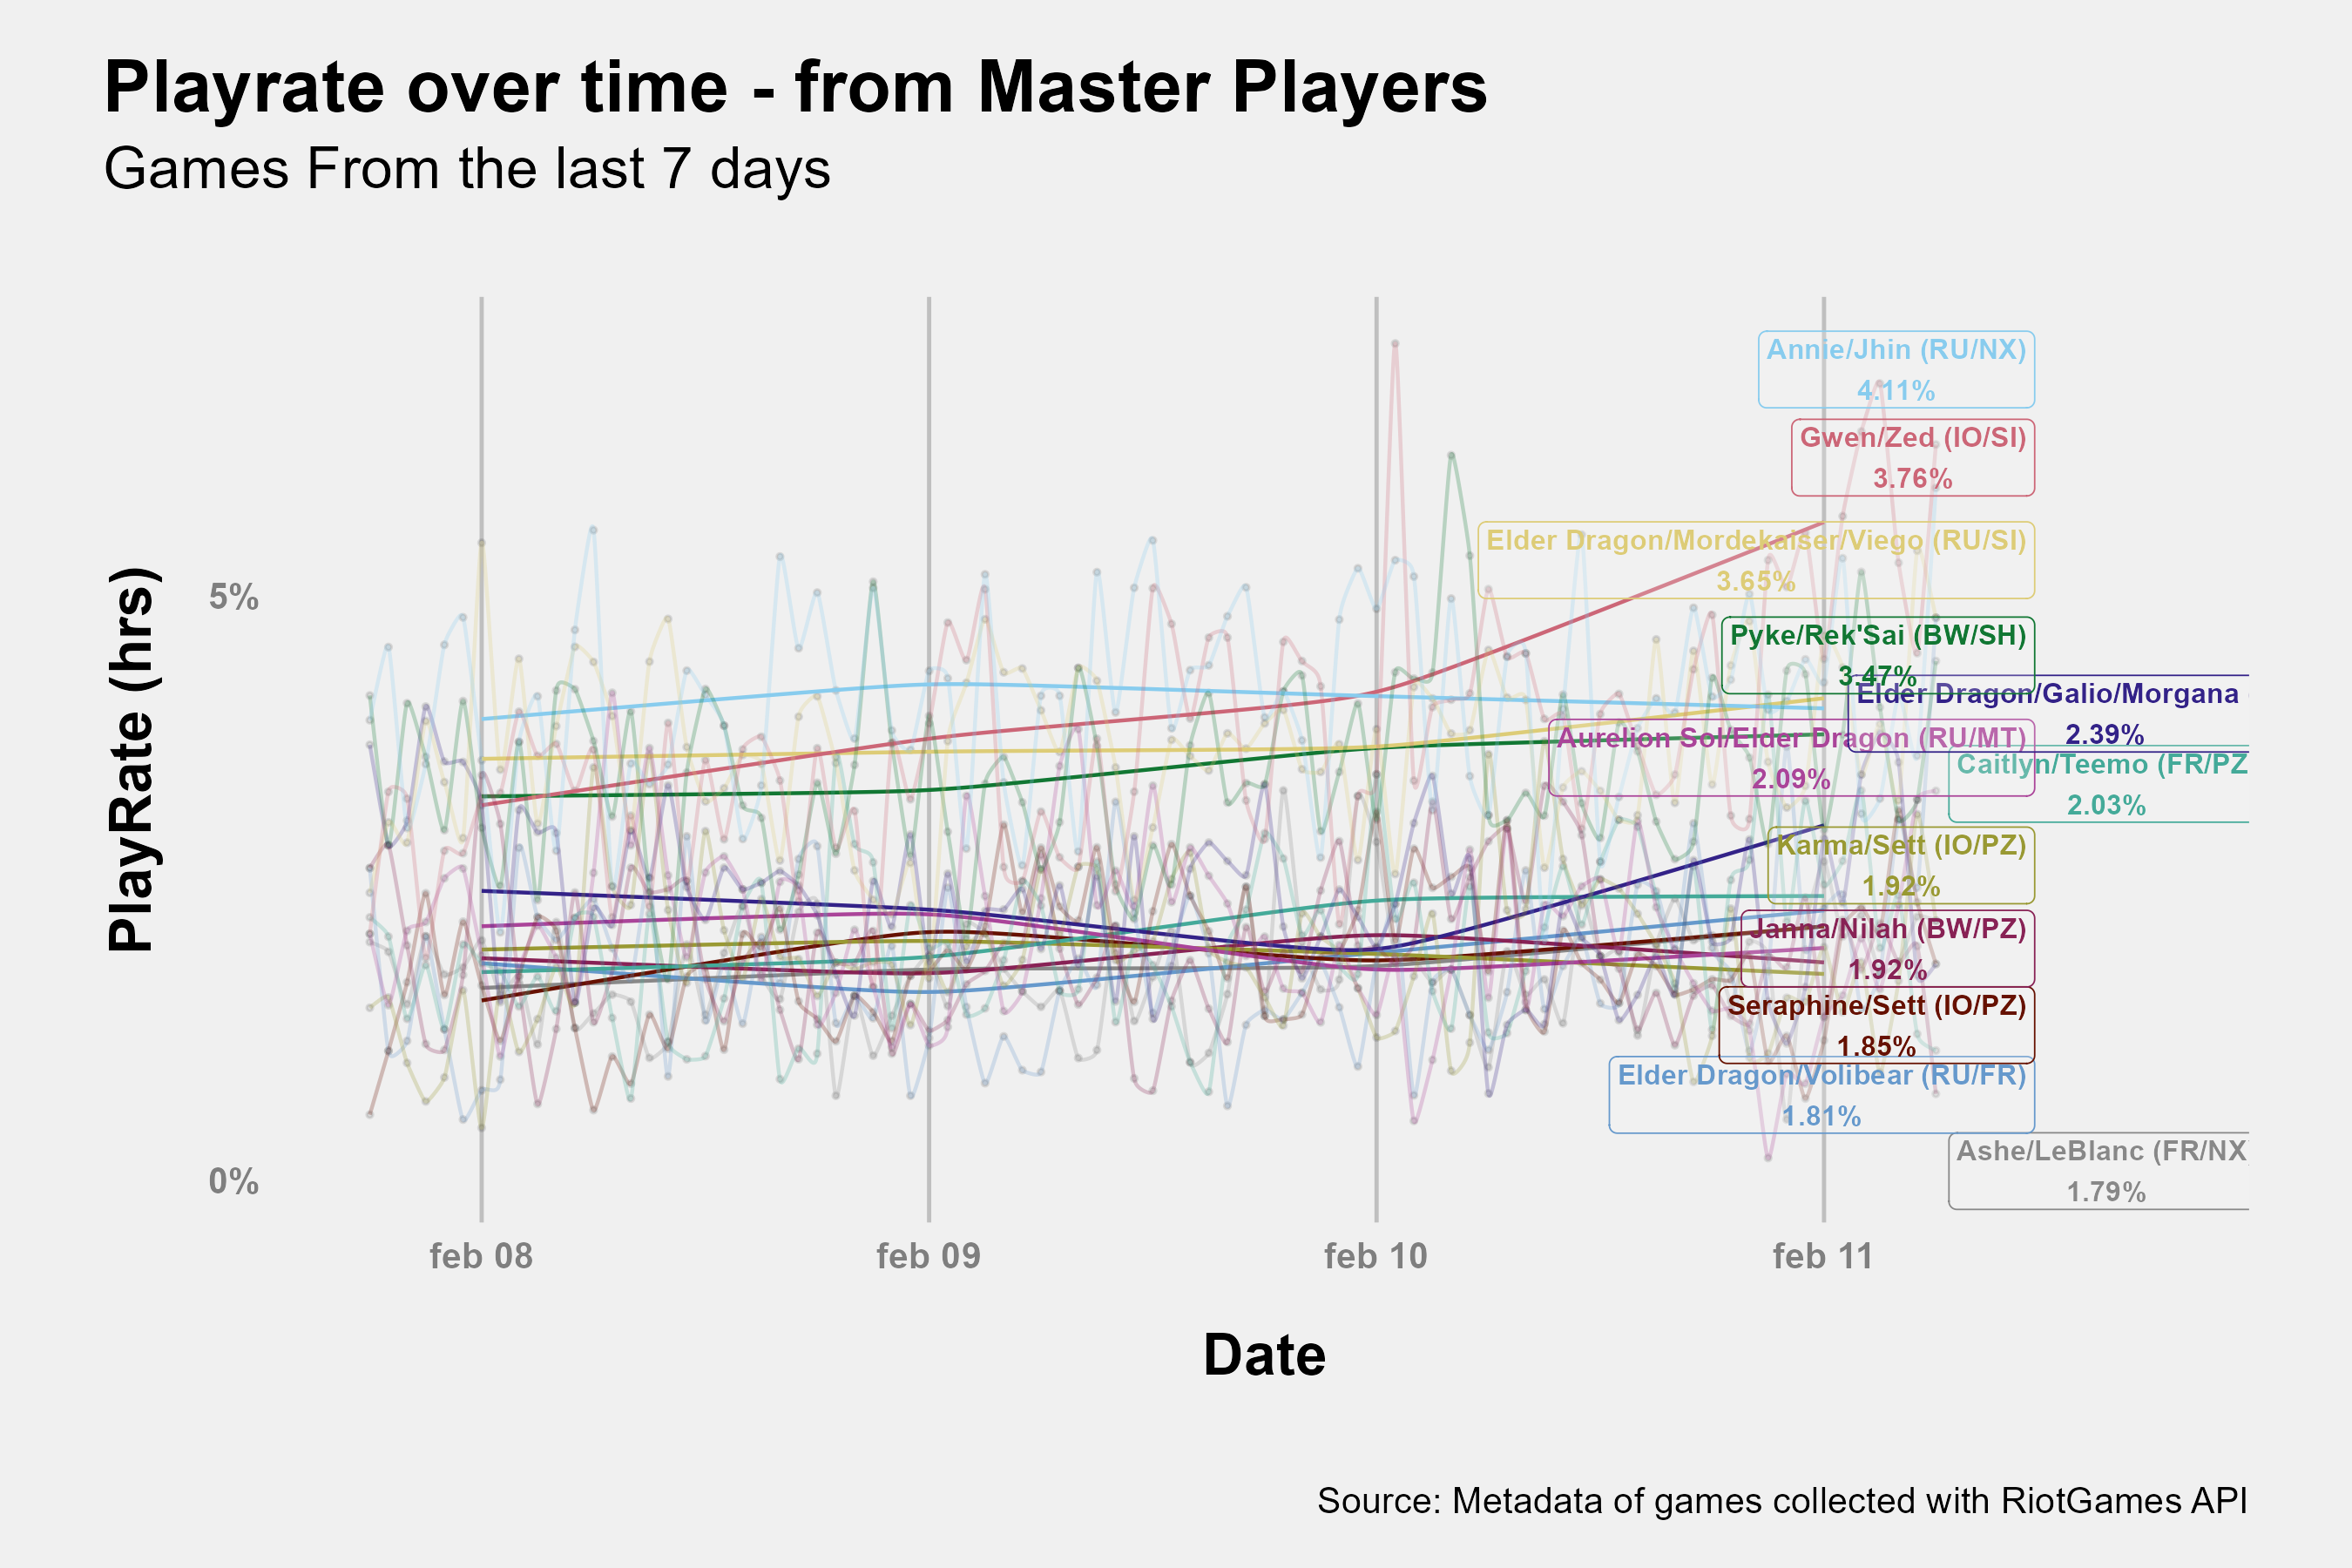 Playrate over time - from Master Players
Games From the last 7 days
PlayRate (hrs)
5%
0%
Annie/Jhin (RU/NX)
4.11%
Gwen/Zed (IO/SI)
3.76%
Elder Dragon/Mordekaiser/Viego (RU/SI)
3.65%
Pyke/Rek'Sai (BW/SH)
3.47%
Elder Dragon/Galio/Morgana
2.39%
Aurelion Sol/Elder Dragon (RU/MT)
2.09%
Caitlyn/Teemo (FR/PZ
2.03%
Karma/Sett (IO/PZ)
1.92%
Janna/Nilah (BW/PZ)
1.92%
Seraphine/Sett (IO/PZ)
1.85%
Elder Dragon/Volibear (RU/FR)
1.81%
Ashe/LeBlanc (FR/NX
1.79%
feb 08
feb 09
feb 10
feb 11
Date
Source: Metadata of games collected with RiotGames API